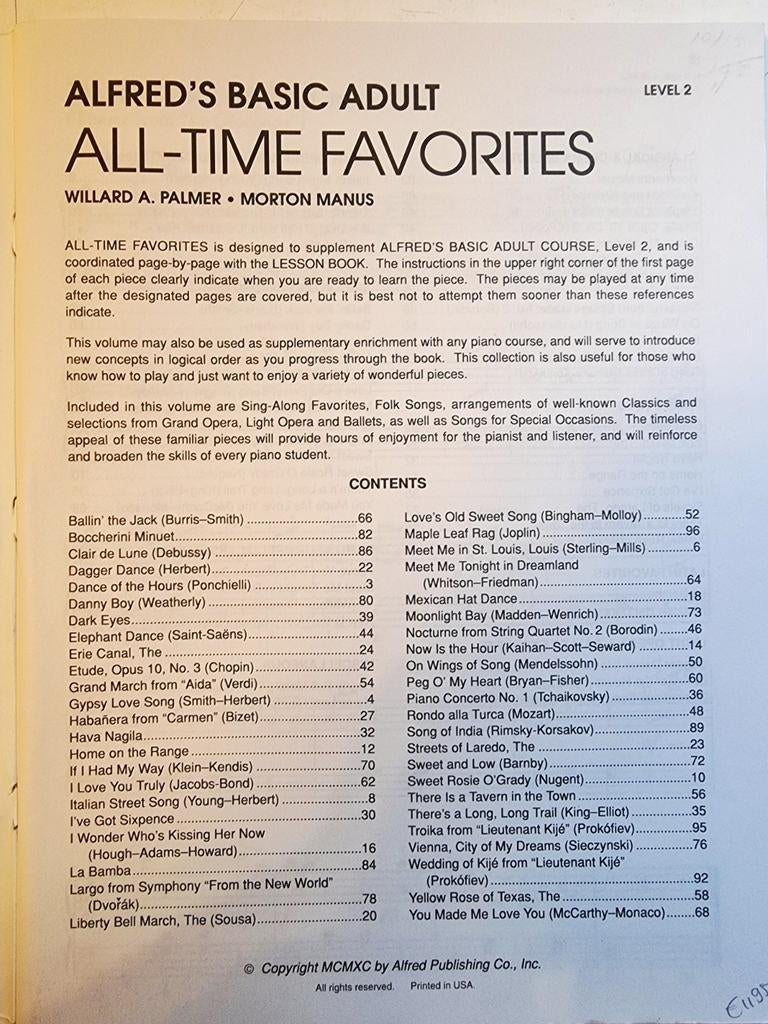 ALFRED'S BASIC ADULT
LEVEL 2
ALL-TIME FAVORITES
WILLARD A. PALMER • MORTON MANUS
ALL-TIME FAVORITES is designed to supplement ALFRED'S BASIC ADULT COURSE, Level 2, and is
coordinated page-by-page with the LESSON BOOK. The instructions in the upper right corner of the first page
of each piece clearly indicate when you are ready to learn the piece. The pieces may be played at any time
after the designated pages are covered, but it is best not to attempt them sooner than these references
indicate.
This volume may also be used as supplementary enrichment with any piano course, and will serve to introduce
new concepts in logical order as you progress through the book. This collection is also useful for those who
know how to play and just want to enjoy a variety of wonderful pieces.
Included in this volume are Sing-Along Favorites, Folk Songs, arrangements of well-known Classics and
selections from Grand Opera, Light Opera and Ballets, as well as Songs for Special Occasions. The timeless
appeal of these familiar pieces will provide hours of enjoyment for the pianist and listener, and will reinforce
and broaden the skills of every piano student.
CONTENTS
Ballin' the Jack (Burris–Smith) ................................66
Boccherini Minuet.....................................................82
Clair de Lune (Debussy) ..........................................86
Dagger Dance (Herbert)...........................................22
Dance of the Hours (Ponchielli) ................................3
Danny Boy (Weatherly) ............................................80
Dark Eyes..................................................................39
Elephant Dance (Saint-Saëns).................................44
Erie Canal, The ........................................................24
Etude, Opus 10, No. 3 (Chopin)...............................42
Grand March from "Aida" (Verdi)..............................54
Gypsy Love Song (Smith–Herbert) ...........................4
Habañera from "Carmen" (Bizet)..............................27
Hava Nagila...............................................................32
Home on the Range .................................................12
If I Had My Way (Klein–Kendis) ...............................70
I Love You Truly (Jacobs-Bond) ...............................62
Italian Street Song (Young–Herbert) .........................8
I've Got Sixpence .....................................................30
I Wonder Who's Kissing Her Now
(Hough–Adams–Howard)....................................16
La Bamba..................................................................84
Largo from Symphony "From the New World"
(Dvořák)................................................................78
Liberty Bell March, The (Sousa)...............................20
Love's Old Sweet Song (Bingham–Molloy)............52
Maple Leaf Rag (Joplin) .........................................96
Meet Me in St. Louis, Louis (Sterling–Mills) .............6
Meet Me Tonight in Dreamland
(Whitson–Friedman)...........................................64
Mexican Hat Dance.................................................18
Moonlight Bay (Madden–Wenrich)..........................73
Nocturne from String Quartet No. 2 (Borodin) ........46
Now Is the Hour (Kaihan–Scott–Seward) ...............14
On Wings of Song (Mendelssohn) ..........................50
Peg O' My Heart (Bryan–Fisher).............................60
Piano Concerto No. 1 (Tchaikovsky).......................36
Rondo alla Turca (Mozart).......................................48
Song of India (Rimsky-Korsakov)............................89
Streets of Laredo, The ............................................23
Sweet and Low (Barnby).........................................72
Sweet Rosie O'Grady (Nugent)...............................10
There Is a Tavern in the Town .................................56
There's a Long, Long Trail (King–Elliot)..................35
Troika from "Lieutenant Kijé" (Prokófiev).................95
Vienna, City of My Dreams (Sieczynski) .................76
Wedding of Kijé from "Lieutenant Kijé"
(Prokófiev)...........................................................92
Yellow Rose of Texas, The ......................................58
You Made Me Love You (McCarthy–Monaco)........68
© Copyright MCMXC by Alfred Publishing Co., Inc.
All rights reserved. Printed in USA.